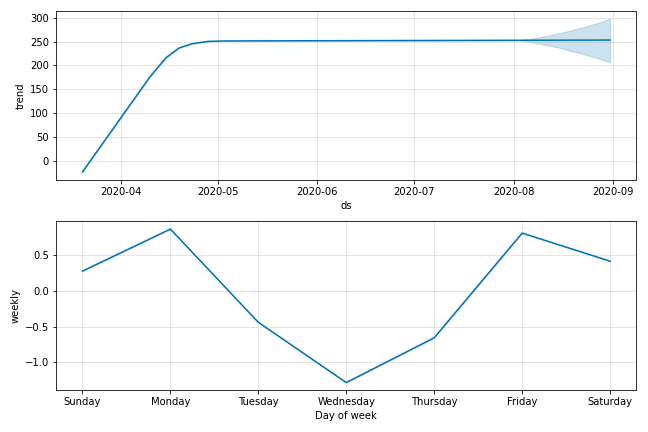 300
250
200
150
100
50
0
trend
2020-04 2020-05 2020-06 2020-07 2020-08 2020-09
ds
0.5
0.0
−0.5
−1.0
weekly
Sunday Monday Tuesday Wednesday Thursday Friday Saturday
Day of week